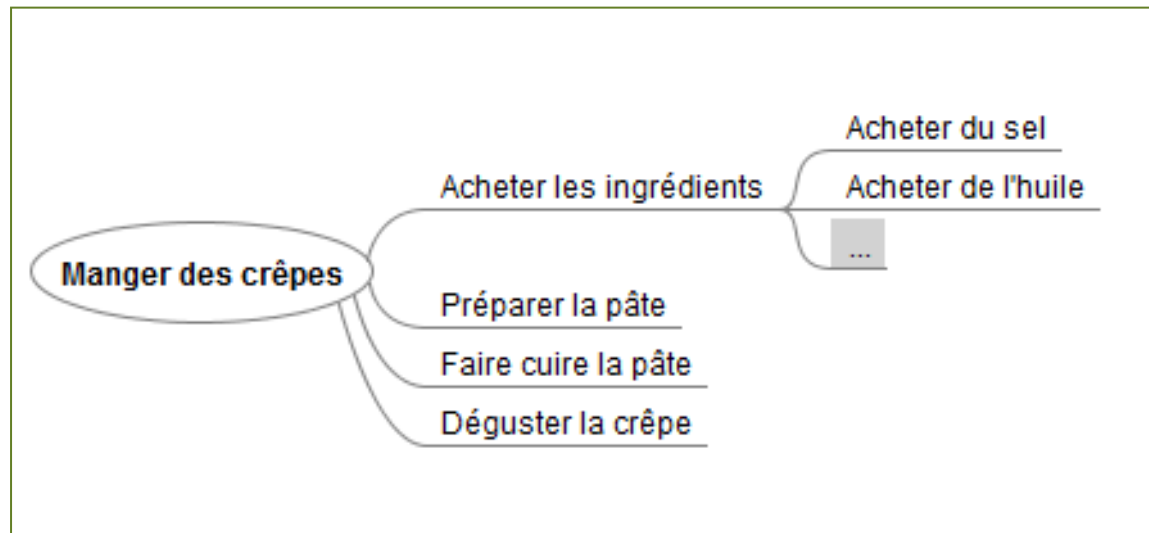 Manger des crêpes
Acheter les ingrédients
Acheter du sel
Acheter de l'huile
...
Préparer la pâte
Faire cuire la pâte
Déguster la crêpe